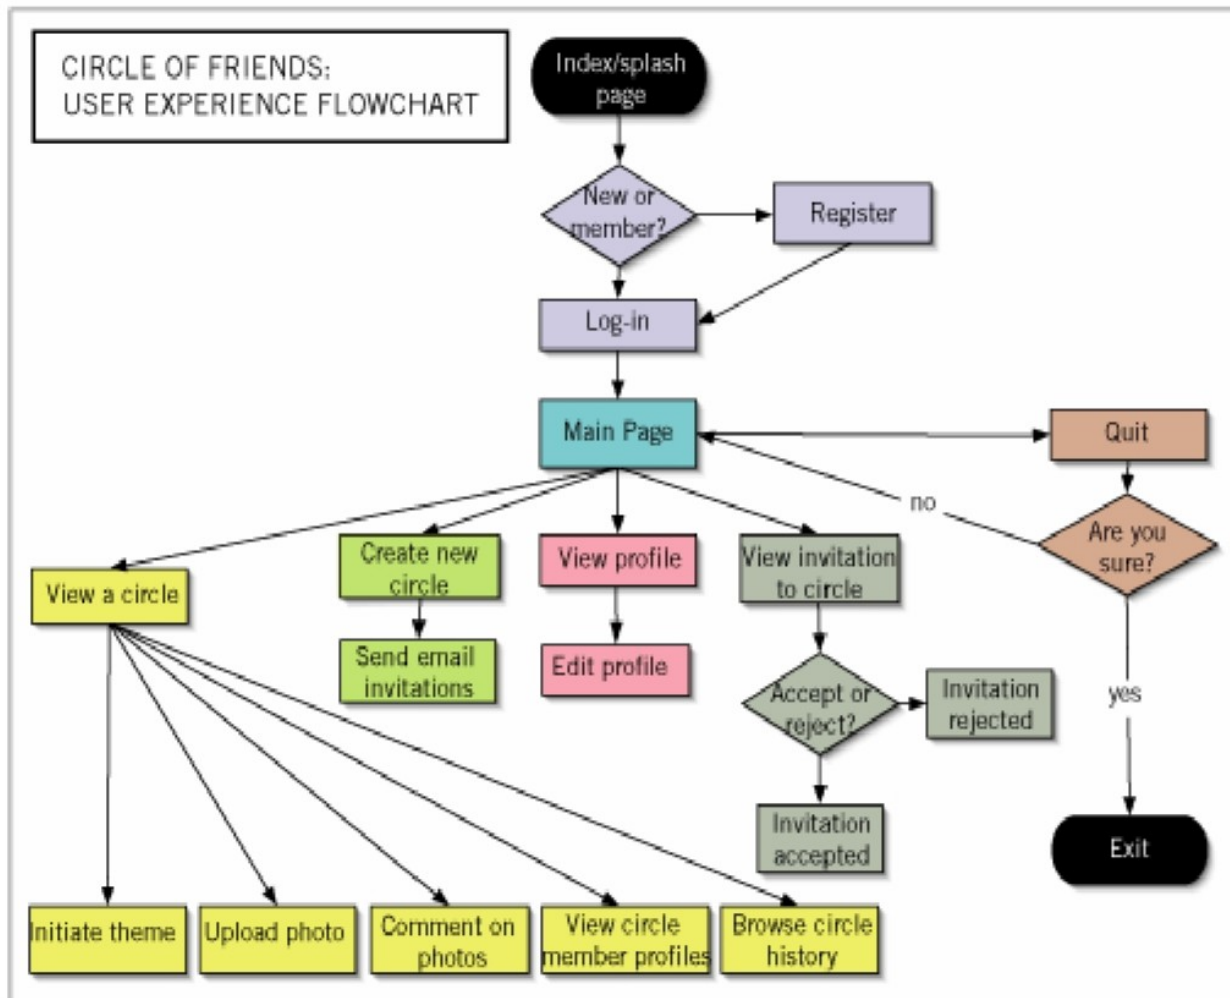 CIRCLE OF FRIENDS:
USER EXPERIENCE FLOWCHART
Index/splash
page
New or
member?
Register
Log-in
Main Page
Quit
no
Are you
sure?
yes
Exit
View a circle
Create new
circle
Send email
invitations
View profile
Edit profile
View invitation
to circle
Accept or
reject?
Invitation
rejected
Invitation
accepted
Initiate theme
Upload photo
Comment on
photos
View circle
member profiles
Browse circle
history